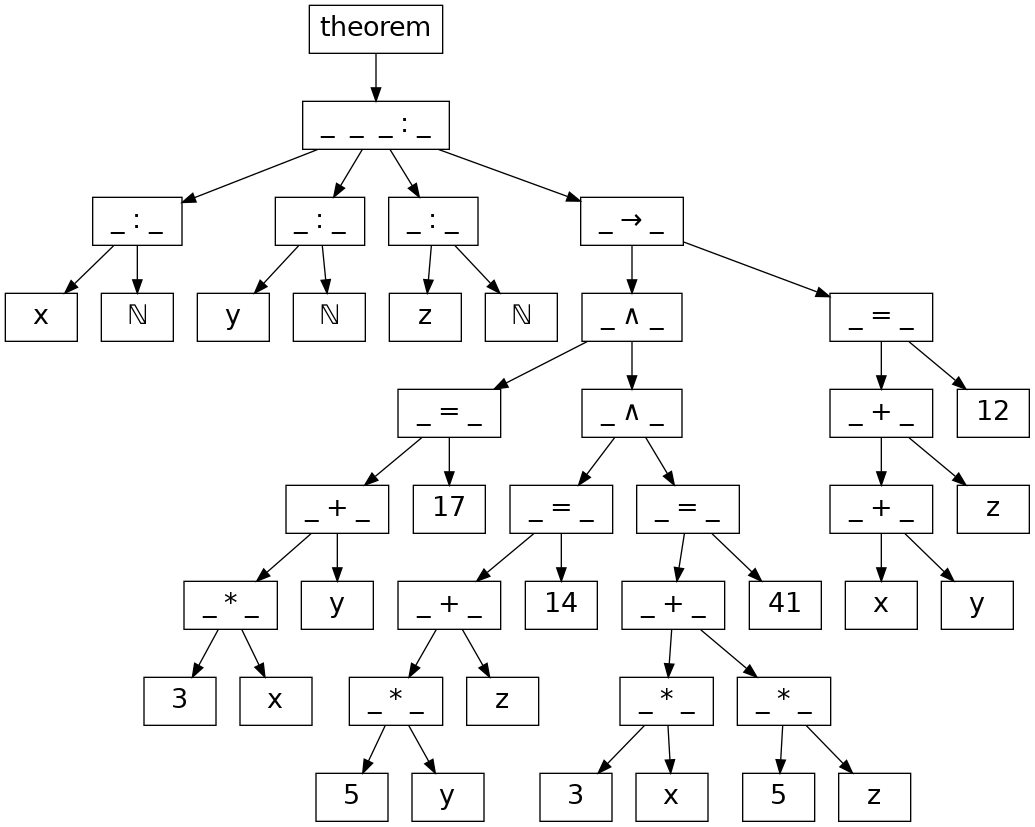 theorem
_ _ _ : _
_ : _ _ : _ _ : _ _ → _
x ℕ y ℕ z ℕ _ ∧ _ _ = _
_ = _ _ ∧ _ _ + _ 12
_ + _ 17 _ = _ _ = _ _ + _ z
_ * _ y _ + _ 14 _ + _ 41 x y
3 x _ * _ z _ * _ _ * _
5 y 3 x 5 z